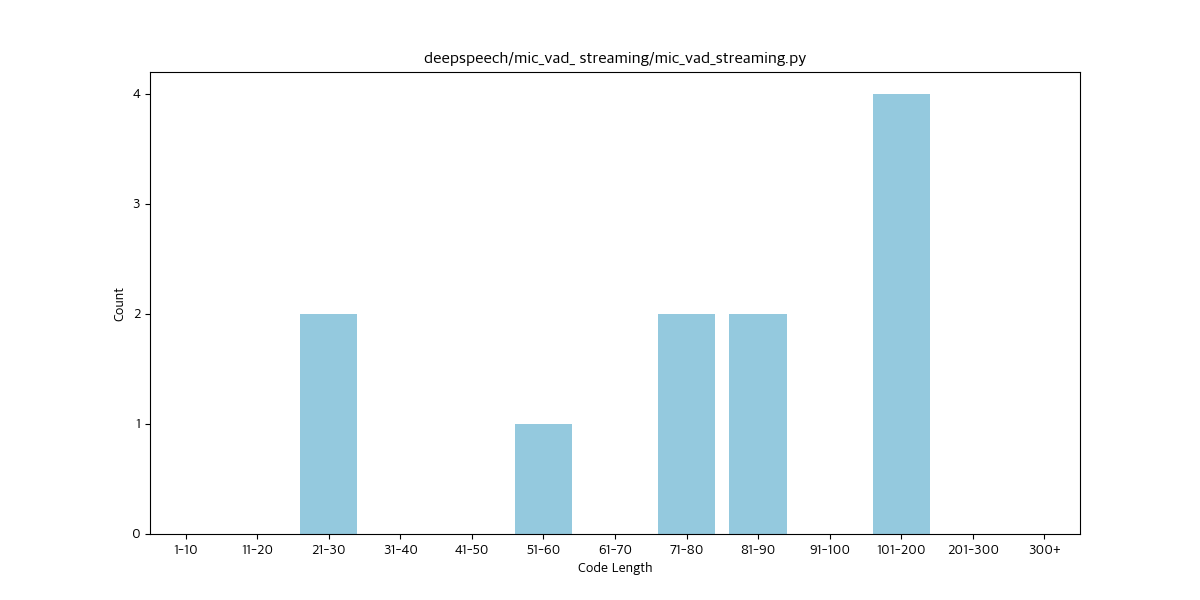 deepspeech/mic_vad_ streaming/mic_vad_streaming.py
4
3
2
1
0
Count
1-10 11-20 21-30 31-40 41-50 51-60 61-70 71-80 81-90 91-100 101-200 201-300 300+
Code Length